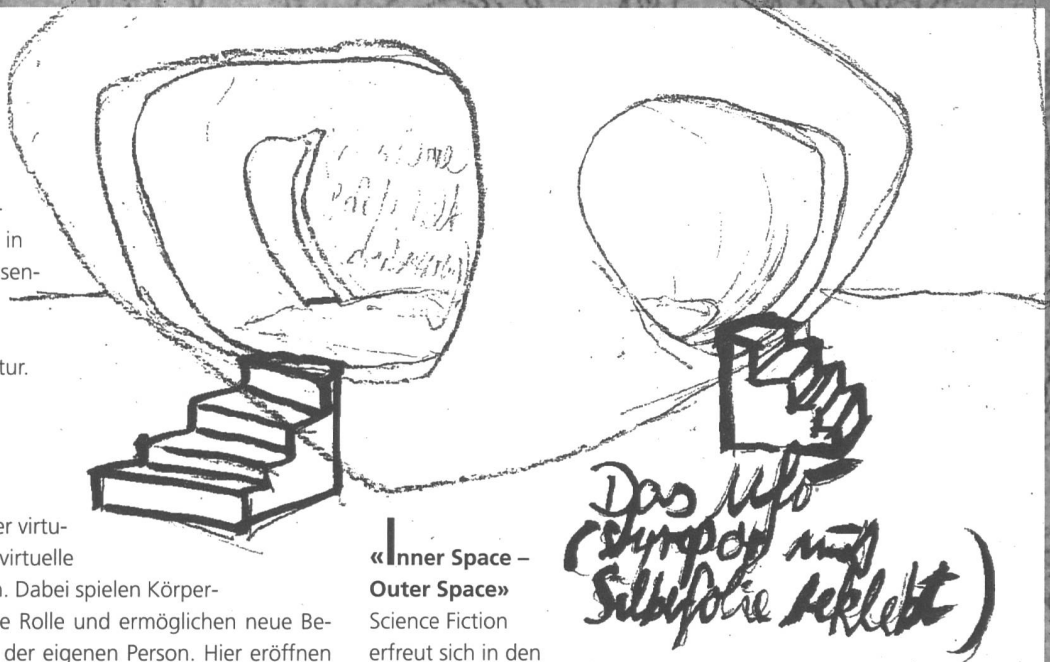 in
sen-
tur.
er virtu-
virtuelle
n. Dabei spielen Körper-
e Rolle und ermöglichen neue Be-
der eigenen Person. Hier eröffnen
«Inner Space –
Outer Space»
Science Fiction
erfreut sich in den
Das Ufo
(Styropor mit
Silbifolie beklebt)